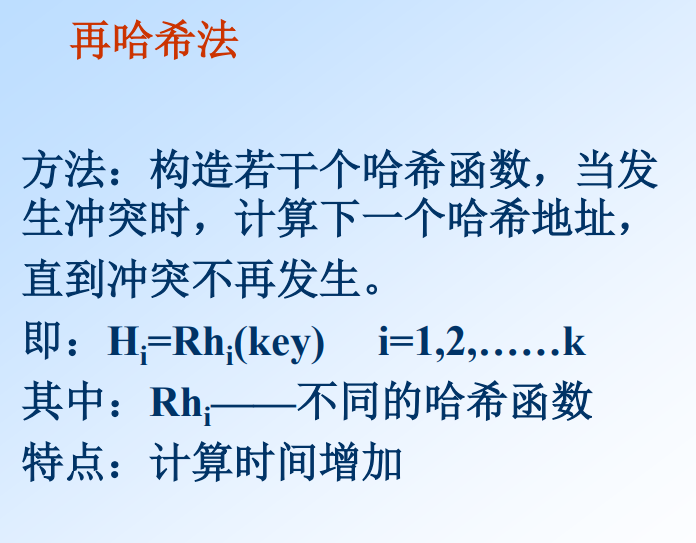 再哈希法
方法：构造若干个哈希函数，当发
生冲突时，计算下一个哈希地址，
直到冲突不再发生。
即：Hi=Rhi(key) i=1,2,……k
其中：Rhi——不同的哈希函数
特点：计算时间增加